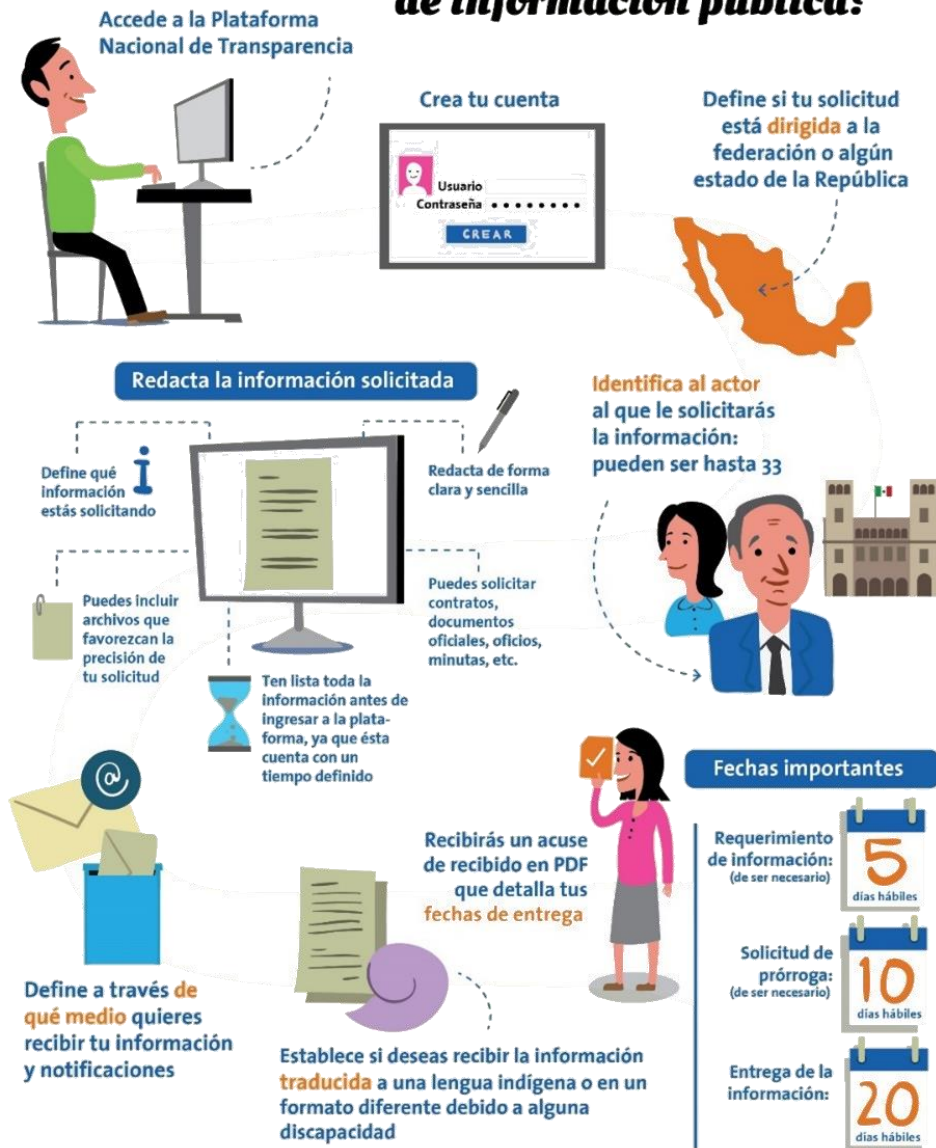 de información pública?
Accede a la Plataforma
Nacional de Transparencia
Crea tu cuenta
Usuario
Contraseña
CREAR
Define si tu solicitud
está dirigida a la
federación o algún
estado de la República
Identifica al actor
al que le solicitarás
la información:
pueden ser hasta 33
Redacta la información solicitada
Define qué
información
estás solicitando
i
Redacta de forma
clara y sencilla
Puedes incluir
archivos que
favorezcan la
precisión de
tu solicitud
Puedes solicitar
contratos,
documentos
oficiales, oficios,
minutas, etc.
Ten lista toda la
información antes de
ingresar a la plata-
forma, ya que ésta
cuenta con un
tiempo definido
@
Define a través de
qué medio quieres
recibir tu información
y notificaciones
Establece si deseas recibir la información
traducida a una lengua indígena o en un
formato diferente debido a alguna
discapacidad
Recibirás un acuse
de recibido en PDF
que detalla tus
fechas de entrega
Fechas importantes
Requerimiento
de información:
(de ser necesario)
5
días hábiles
Solicitud de
prórroga:
(de ser necesario)
10
días hábiles
Entrega de la
información:
20
días hábiles